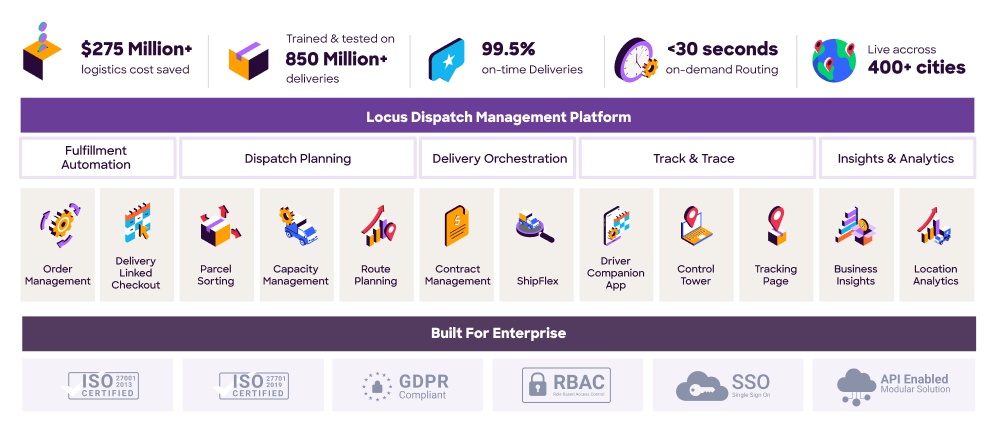 $275 Million+
logistics cost saved
Trained & tested on
850 Million+
deliveries
99.5%
on-time Deliveries
<30 seconds
on-demand Routing
Live accross
400+ cities
Locus Dispatch Management Platform
Fulfillment
Automation
Dispatch Planning
Delivery Orchestration
Track & Trace
Insights & Analytics
Order
Management
Delivery
Linked
Checkout
Parcel
Sorting
Capacity
Management
Route
Planning
$
Contract
Management
ShipFlex
Driver
Companion
App
Control
Tower
Tracking
Page
Business
Insights
Location
Analytics
Built For Enterprise
ISO 27001
2013
CERTIFIED
ISO 27701
2019
CERTIFIED
GDPR
Compliant
RBAC
Role Based Access Control
SSO
Single Sign On
API Enabled
Modular Solution